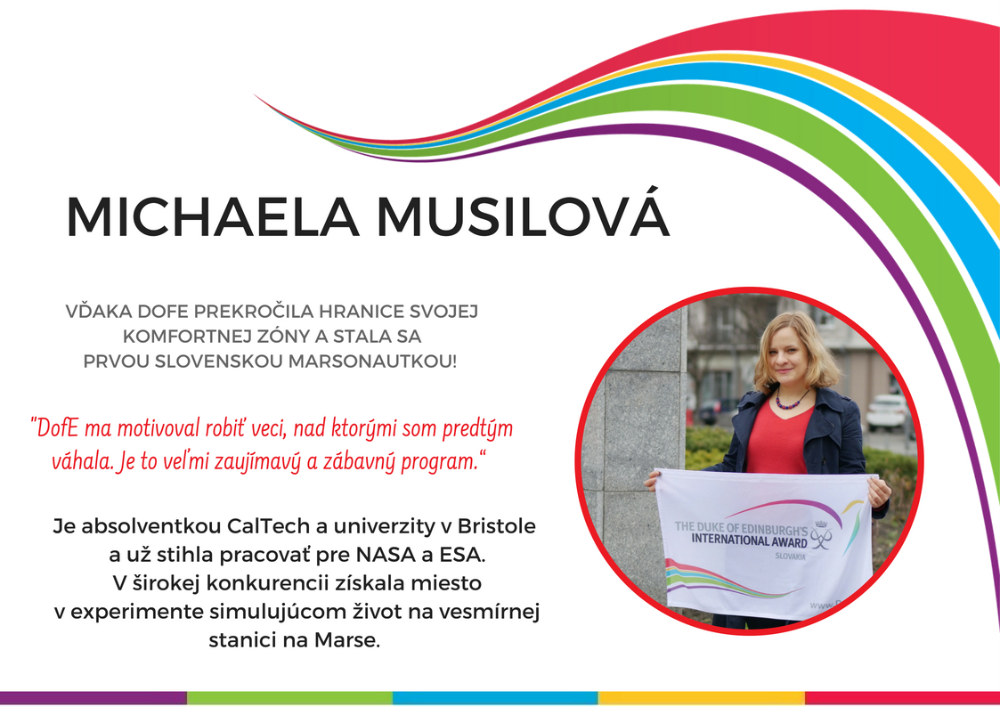 MICHAELA MUSILOVÁ
VĎAKA DOFE PREKROČILA HRANICE SVOJEJ
KOMFORTNEJ ZÓNY A STALA SA
PRVOU SLOVENSKOU MARSONAUTKOU!
"DofE ma motivoval robiť veci, nad ktorými som predtým
váhala. Je to veľmi zaujímavý a zábavný program.“
Je absolventkou CalTech a univerzity v Bristole
a už stihla pracovať pre NASA a ESA.
V širokej konkurencii získala miesto
v experimente simulujúcom život na vesmírnej
stanici na Marse.
THE DUKE OF EDINBURGH'S
INTERNATIONAL AWARD
SLOVAKIA